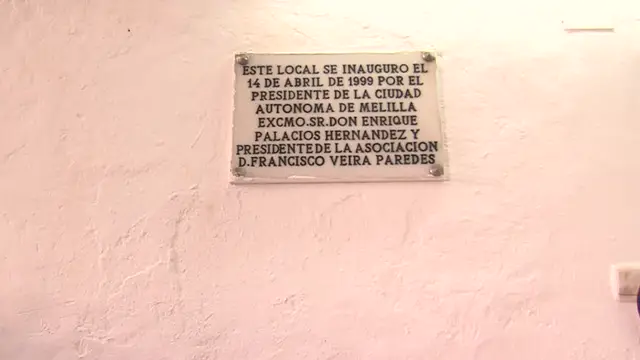 ESTE LOCAL SE INAUGURO EL
14 DE ABRIL DE 1999 POR EL
PRESIDENTE DE LA CIUDAD
AUTONOMA DE MELILLA
EXCMO.SR.DON ENRIQUE
PALACIOS HERNANDEZ Y
PRESIDENTE DE LA ASOCIACION
D.FRANCISCO VEIRA PAREDES